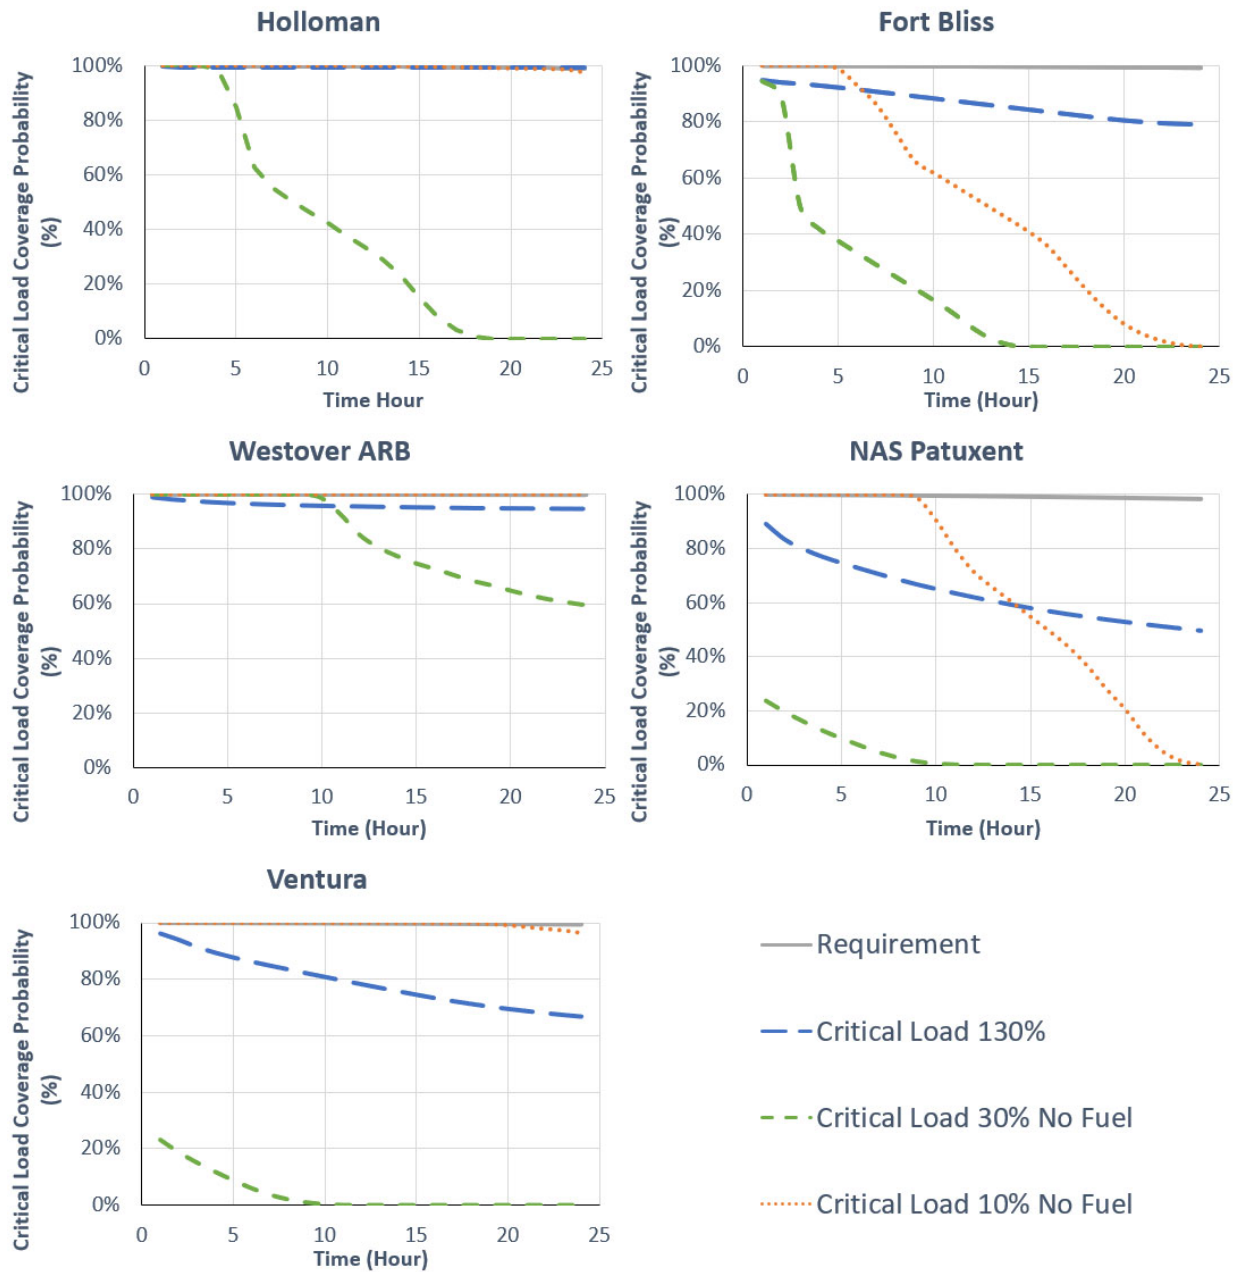 Holloman
Critical Load Coverage Probability
(%)
100%
80%
60%
40%
20%
0%
0 5 10 15 20 25
Time Hour
Fort Bliss
Critical Load Coverage Probability
(%)
100%
80%
60%
40%
20%
0%
0 5 10 15 20 25
Time (Hour)
Westover ARB
Critical Load Coverage Probability
(%)
100%
80%
60%
40%
20%
0%
0 5 10 15 20 25
Time (Hour)
NAS Patuxent
Critical Load Coverage Probability
(%)
100%
80%
60%
40%
20%
0%
0 5 10 15 20 25
Time (Hour)
Ventura
Critical Load Coverage Probability
(%)
100%
80%
60%
40%
20%
0%
0 5 10 15 20 25
Time (Hour)
Requirement
Critical Load 130%
Critical Load 30% No Fuel
Critical Load 10% No Fuel